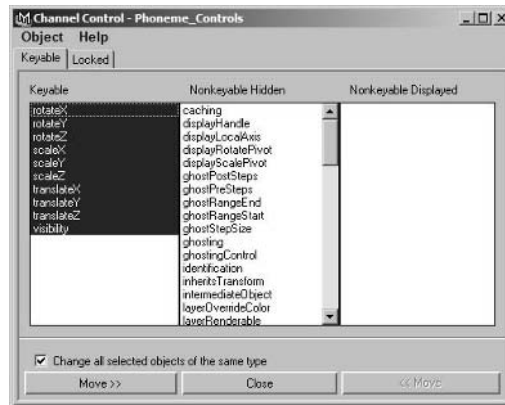 Channel Control - Phoneme_Controls
Object Help
Keyable Locked
Keyable Nonkeyable Hidden Nonkeyable Displayed
rotateX caching
rotateY displayHandle
rotateZ displayLocalAxis
scaleX displayRotatePivot
scaleY displayScalePivot
scaleZ ghostPostSteps
translateX ghostPreSteps
translateY ghostRangeEnd
translateZ ghostRangeStart
visibility ghostStepSize
ghosting
ghostingControl
identification
inheritsTransform
intermediateObject
layerOverrideColor
layerRenderable
Change all selected objects of the same type
Move >> Close << Move